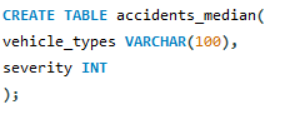 CREATE TABLE accidents_median(
vehicle_types VARCHAR(100),
severity INT
);